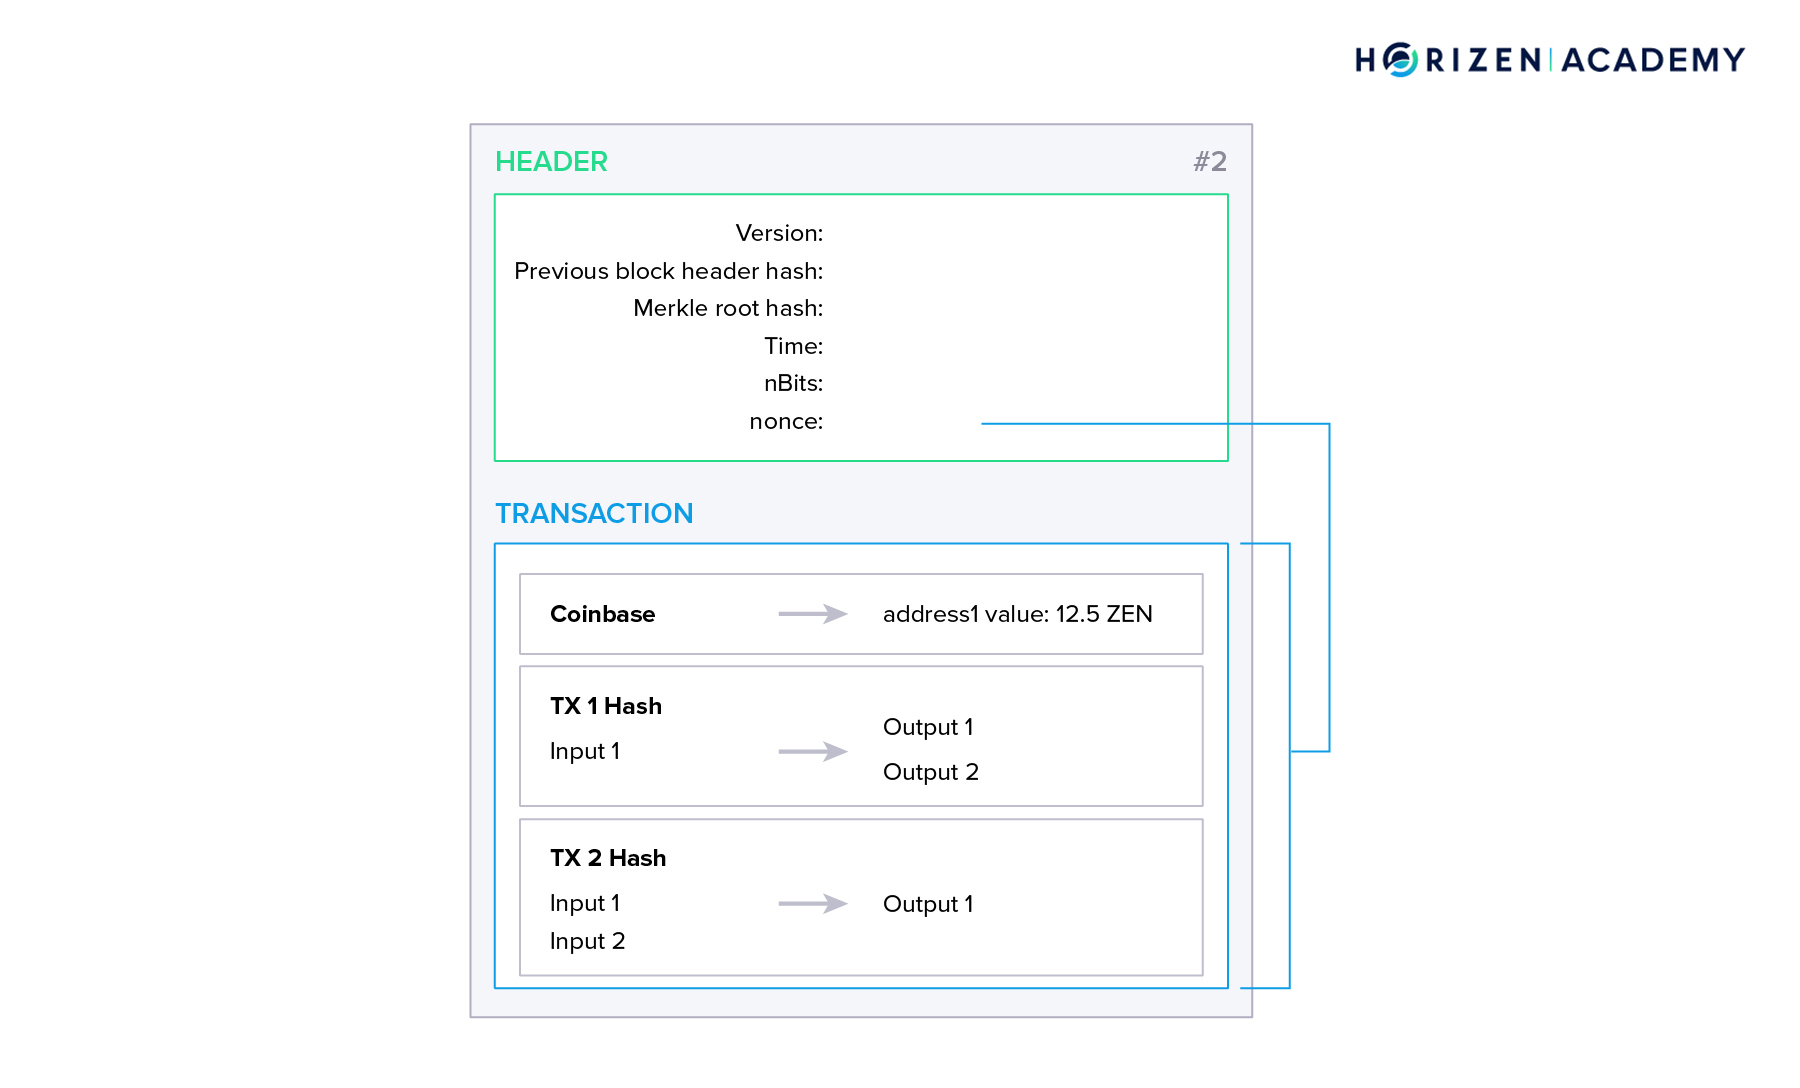 HORIZEN | ACADEMY
HEADER
#2
Version:
Previous block header hash:
Merkle root hash:
Time:
nBits:
nonce:
TRANSACTION
Coinbase
address1 value: 12.5 ZEN
TX 1 Hash
Input 1
Output 1
Output 2
TX 2 Hash
Input 1
Input 2
Output 1